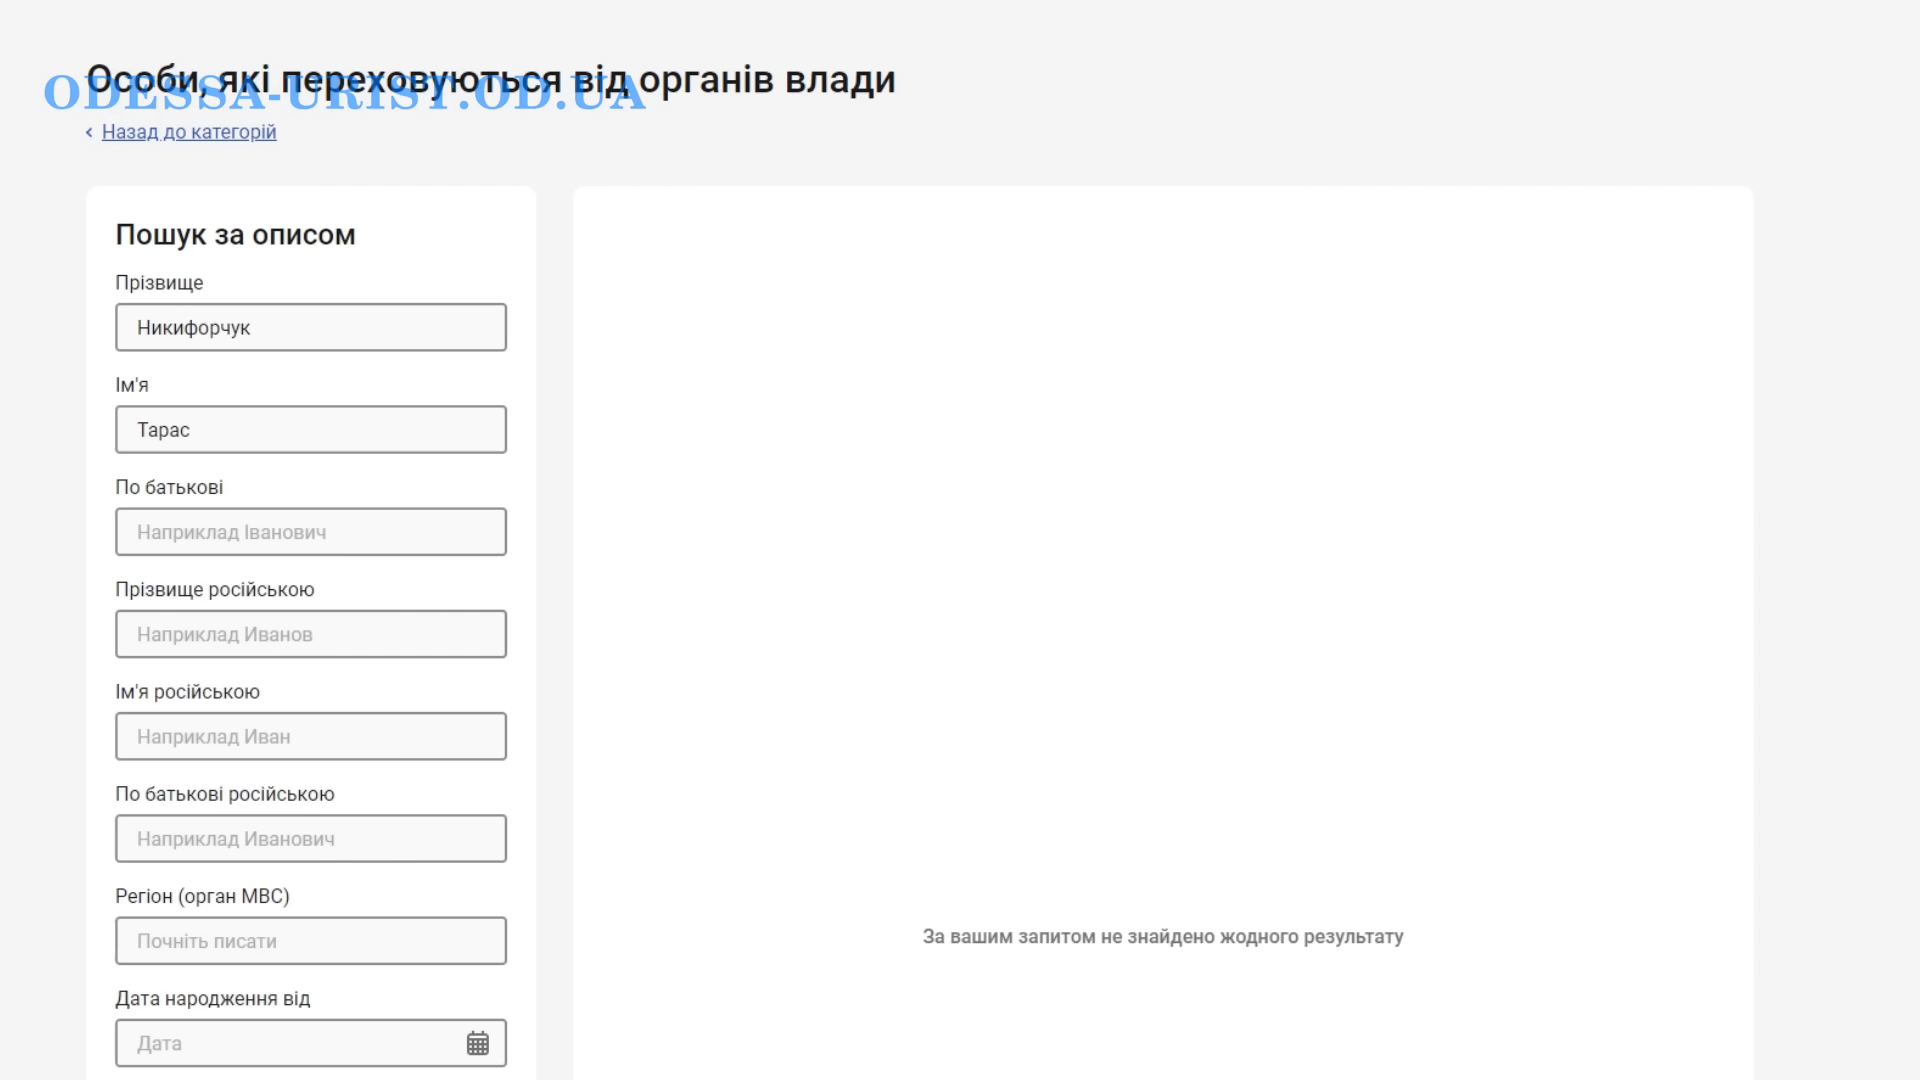 Особи, які переховуються від органів влади
ODESSA-URIST.OD.UA
‹ Назад до категорій
Пошук за описом
Прізвище
Никифорчук
Ім'я
Тарас
По батькові
Наприклад Іванович
Прізвище російською
Наприклад Иванов
Ім'я російською
Наприклад Иван
По батькові російською
Наприклад Иванович
Регіон (орган МВС)
Почніть писати
За вашим запитом не знайдено жодного результату
Дата народження від
Дата